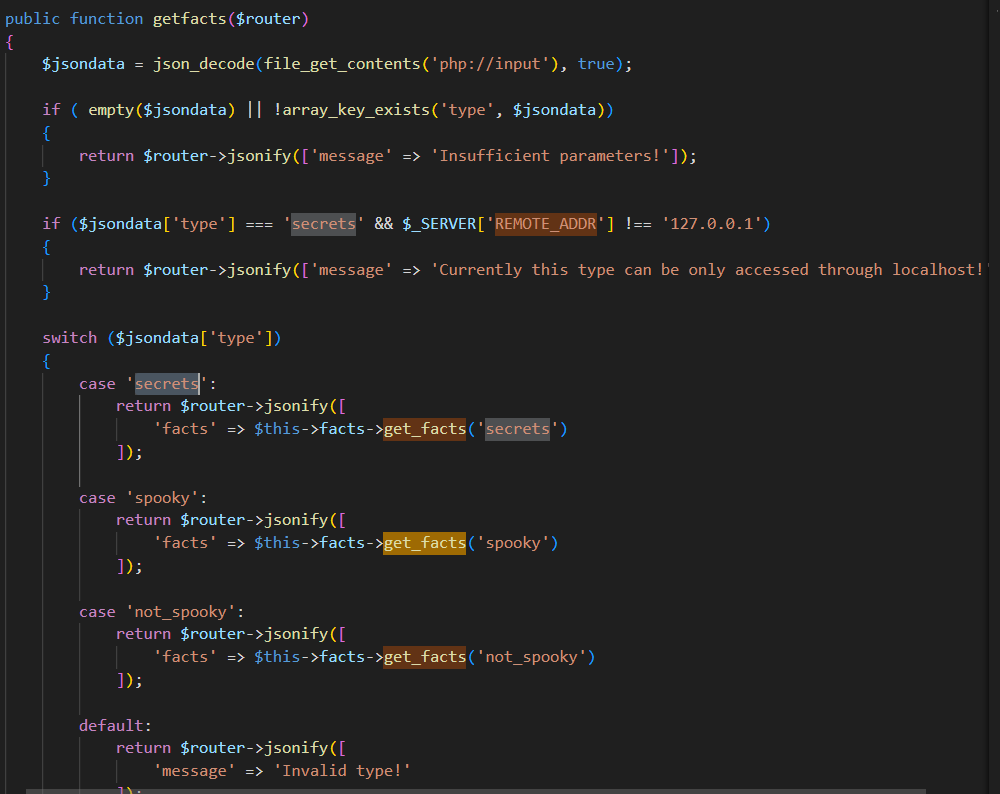 public function getfacts($router)
{
    $jsondata = json_decode(file_get_contents('php://input'), true);
    if ( empty($jsondata) || !array_key_exists('type', $jsondata))
    {
        return $router->jsonify(['message' => 'Insufficient parameters!']);
    }
    if ($jsondata['type'] === 'secrets' && $_SERVER['REMOTE_ADDR'] !== '127.0.0.1')
    {
        return $router->jsonify(['message' => 'Currently this type can be only accessed through localhost!'
    }
    switch ($jsondata['type'])
    {
        case 'secrets':
            return $router->jsonify([
                'facts' => $this->facts->get_facts('secrets')
            ]);
        case 'spooky':
            return $router->jsonify([
                'facts' => $this->facts->get_facts('spooky')
            ]);
        case 'not_spooky':
            return $router->jsonify([
                'facts' => $this->facts->get_facts('not_spooky')
            ]);
        default:
            return $router->jsonify([
                'message' => 'Invalid type!'
            ]);